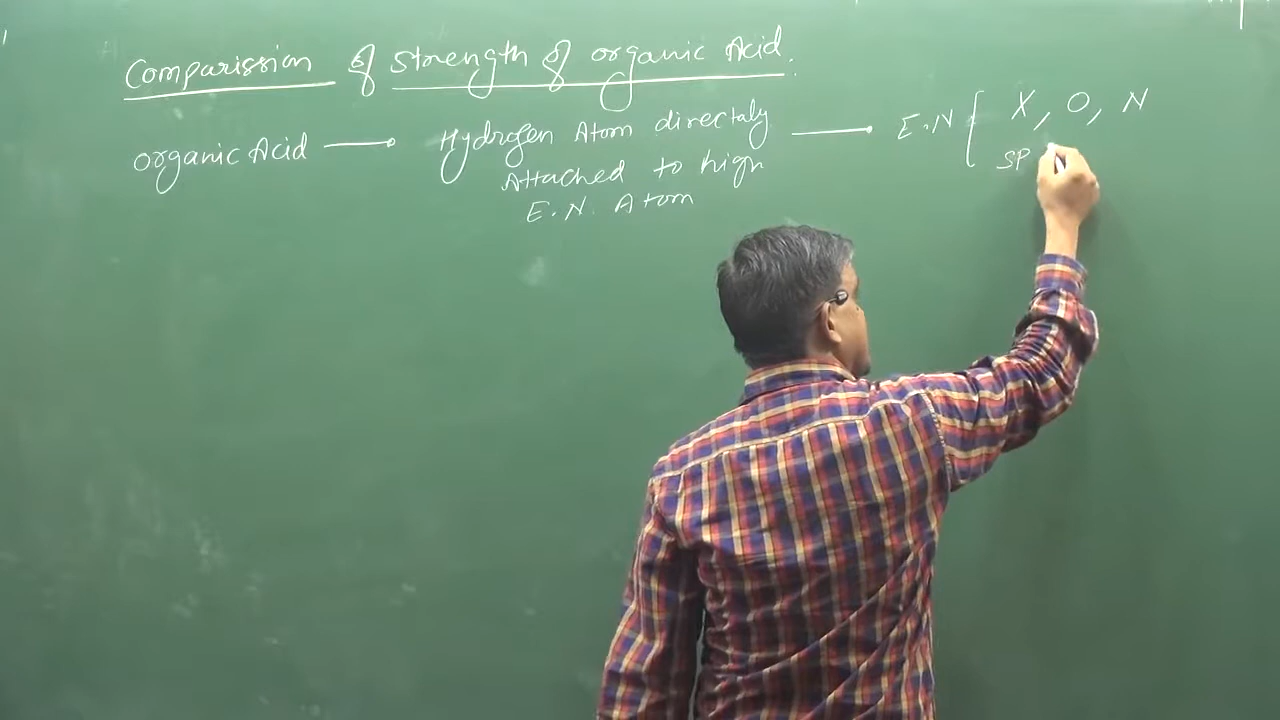 Comparission of strength of organic Acid.
organic Acid → Hydrogen Atom directaly → E.N { X, O, N
Attached to high SP
E.N. Atom